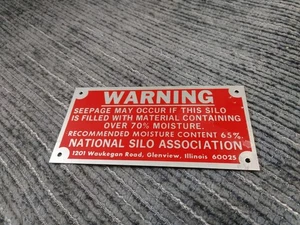 WARNING
SEEPAGE MAY OCCUR IF THIS SILO
IS FILLED WITH MATERIAL CONTAINING
OVER 70% MOISTURE.
RECOMMENDED MOISTURE CONTENT 65%.
NATIONAL SILO ASSOCIATION
1201 Waukegan Road, Glenview, Illinois 60025